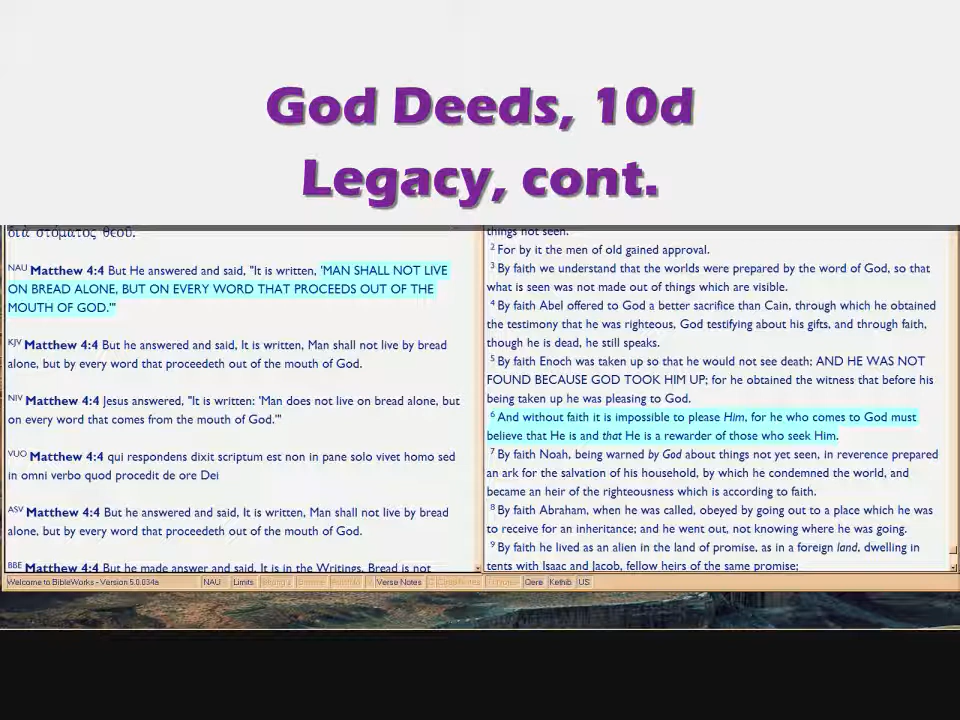 God Deeds, 10d
Legacy, cont.
διὰ στόματος θεοῦ.
NAU Matthew 4:4 But He answered and said, "It is written, 'MAN SHALL NOT LIVE
ON BREAD ALONE, BUT ON EVERY WORD THAT PROCEEDS OUT OF THE
MOUTH OF GOD.'"
KJV Matthew 4:4 But he answered and said, It is written, Man shall not live by bread
alone, but by every word that proceedeth out of the mouth of God.
NIV Matthew 4:4 Jesus answered, "It is written: 'Man does not live on bread alone, but
on every word that comes from the mouth of God.'"
VUO Matthew 4:4 qui respondens dixit scriptum est non in pane solo vivet homo sed
in omni verbo quod procedit de ore Dei
ASV Matthew 4:4 But he answered and said, It is written, Man shall not live by bread
alone, but by every word that proceedeth out of the mouth of God.
BBE Matthew 4:4 But he made answer and said, It is in the Writings, Bread is not
things not seen.
2 For by it the men of old gained approval.
3 By faith we understand that the worlds were prepared by the word of God, so that
what is seen was not made out of things which are visible.
4 By faith Abel offered to God a better sacrifice than Cain, through which he obtained
the testimony that he was righteous, God testifying about his gifts, and through faith,
though he is dead, he still speaks.
5 By faith Enoch was taken up so that he would not see death; AND HE WAS NOT
FOUND BECAUSE GOD TOOK HIM UP; for he obtained the witness that before his
being taken up he was pleasing to God.
6 And without faith it is impossible to please Him, for he who comes to God must
believe that He is and that He is a rewarder of those who seek Him.
7 By faith Noah, being warned by God about things not yet seen, in reverence prepared
an ark for the salvation of his household, by which he condemned the world, and
became an heir of the righteousness which is according to faith.
8 By faith Abraham, when he was called, obeyed by going out to a place which he was
to receive for an inheritance; and he went out, not knowing where he was going.
9 By faith he lived as an alien in the land of promise, as in a foreign land, dwelling in
tents with Isaac and Jacob, fellow heirs of the same promise;
Welcome to BibleWorks - Version 5.0.034a NAU Limits Verse Notes Qere Kethib US